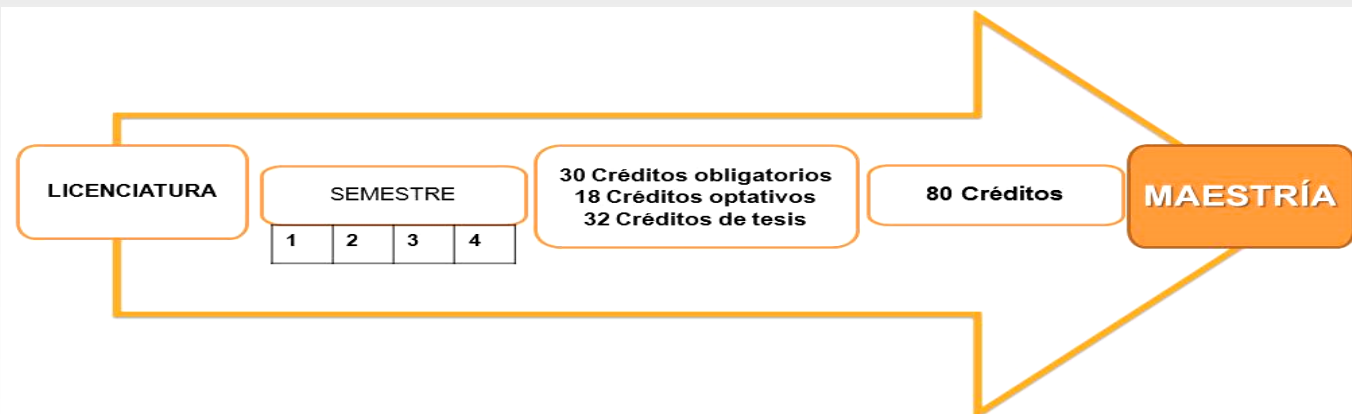 LICENCIATURA
SEMESTRE
1 2 3 4
30 Créditos obligatorios
18 Créditos optativos
32 Créditos de tesis
80 Créditos
MAESTRÍA